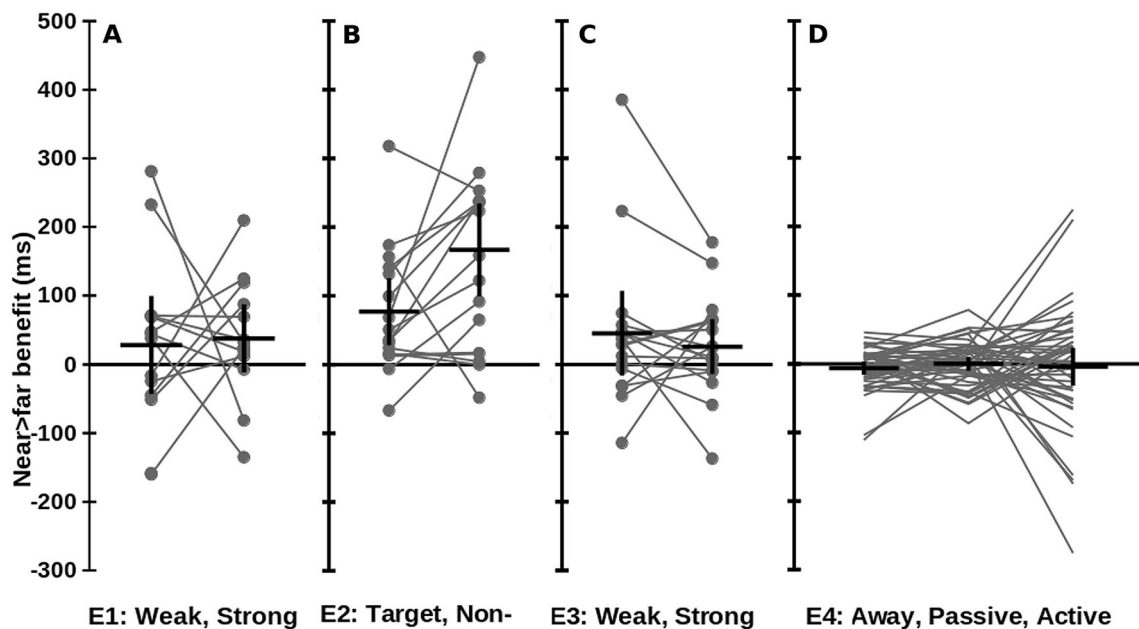 500
400
300
200
100
0
-100
-200
-300
Near>far benefit (ms)
A
B
C
D
E1: Weak, Strong
E2: Target, Non-
E3: Weak, Strong
E4: Away, Passive, Active